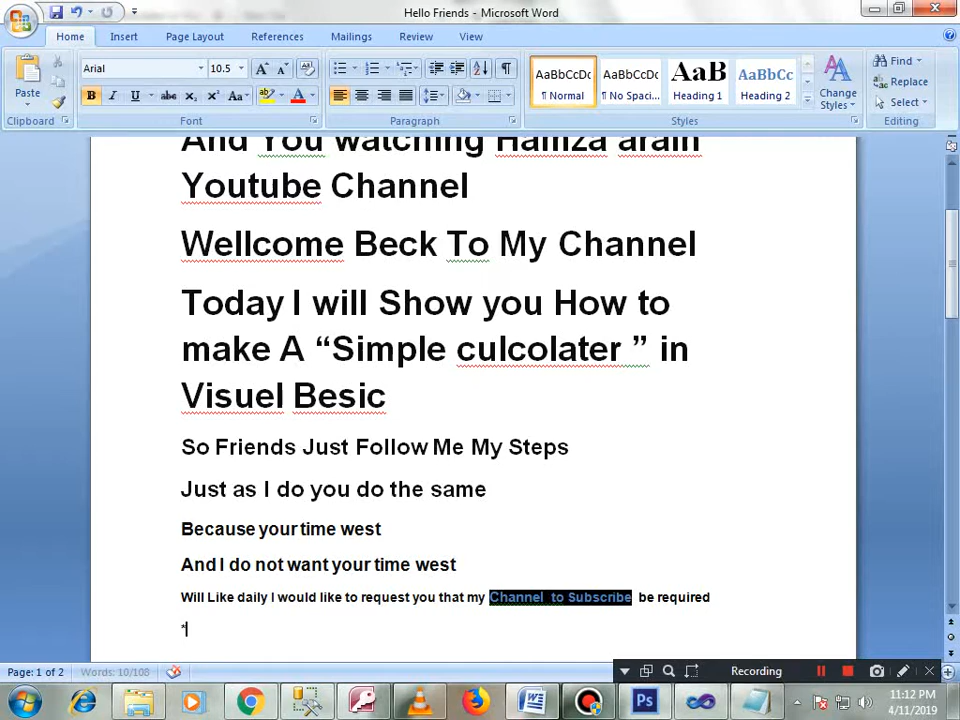 Hello Friends - Microsoft Word
Home Insert Page Layout References Mailings Review View
Paste
Clipboard
Arial 10.5
Font
Paragraph
AaBbCcDc AaBbCcDc AaB AaBbCc
¶ Normal ¶ No Spaci... Heading 1 Heading 2
Change Styles
Styles
Find
Replace
Select
Editing
And You watching Hamza arain
Youtube Channel
Wellcome Beck To My Channel
Today I will Show you How to
make A “Simple culcolater ” in
Visuel Besic
So Friends Just Follow Me My Steps
Just as I do you do the same
Because your time west
And I do not want your time west
Will Like daily I would like to request you that my Channel to Subscribe be required
*
Page: 1 of 2 Words: 10/108
Recording
11:12 PM
4/11/2019